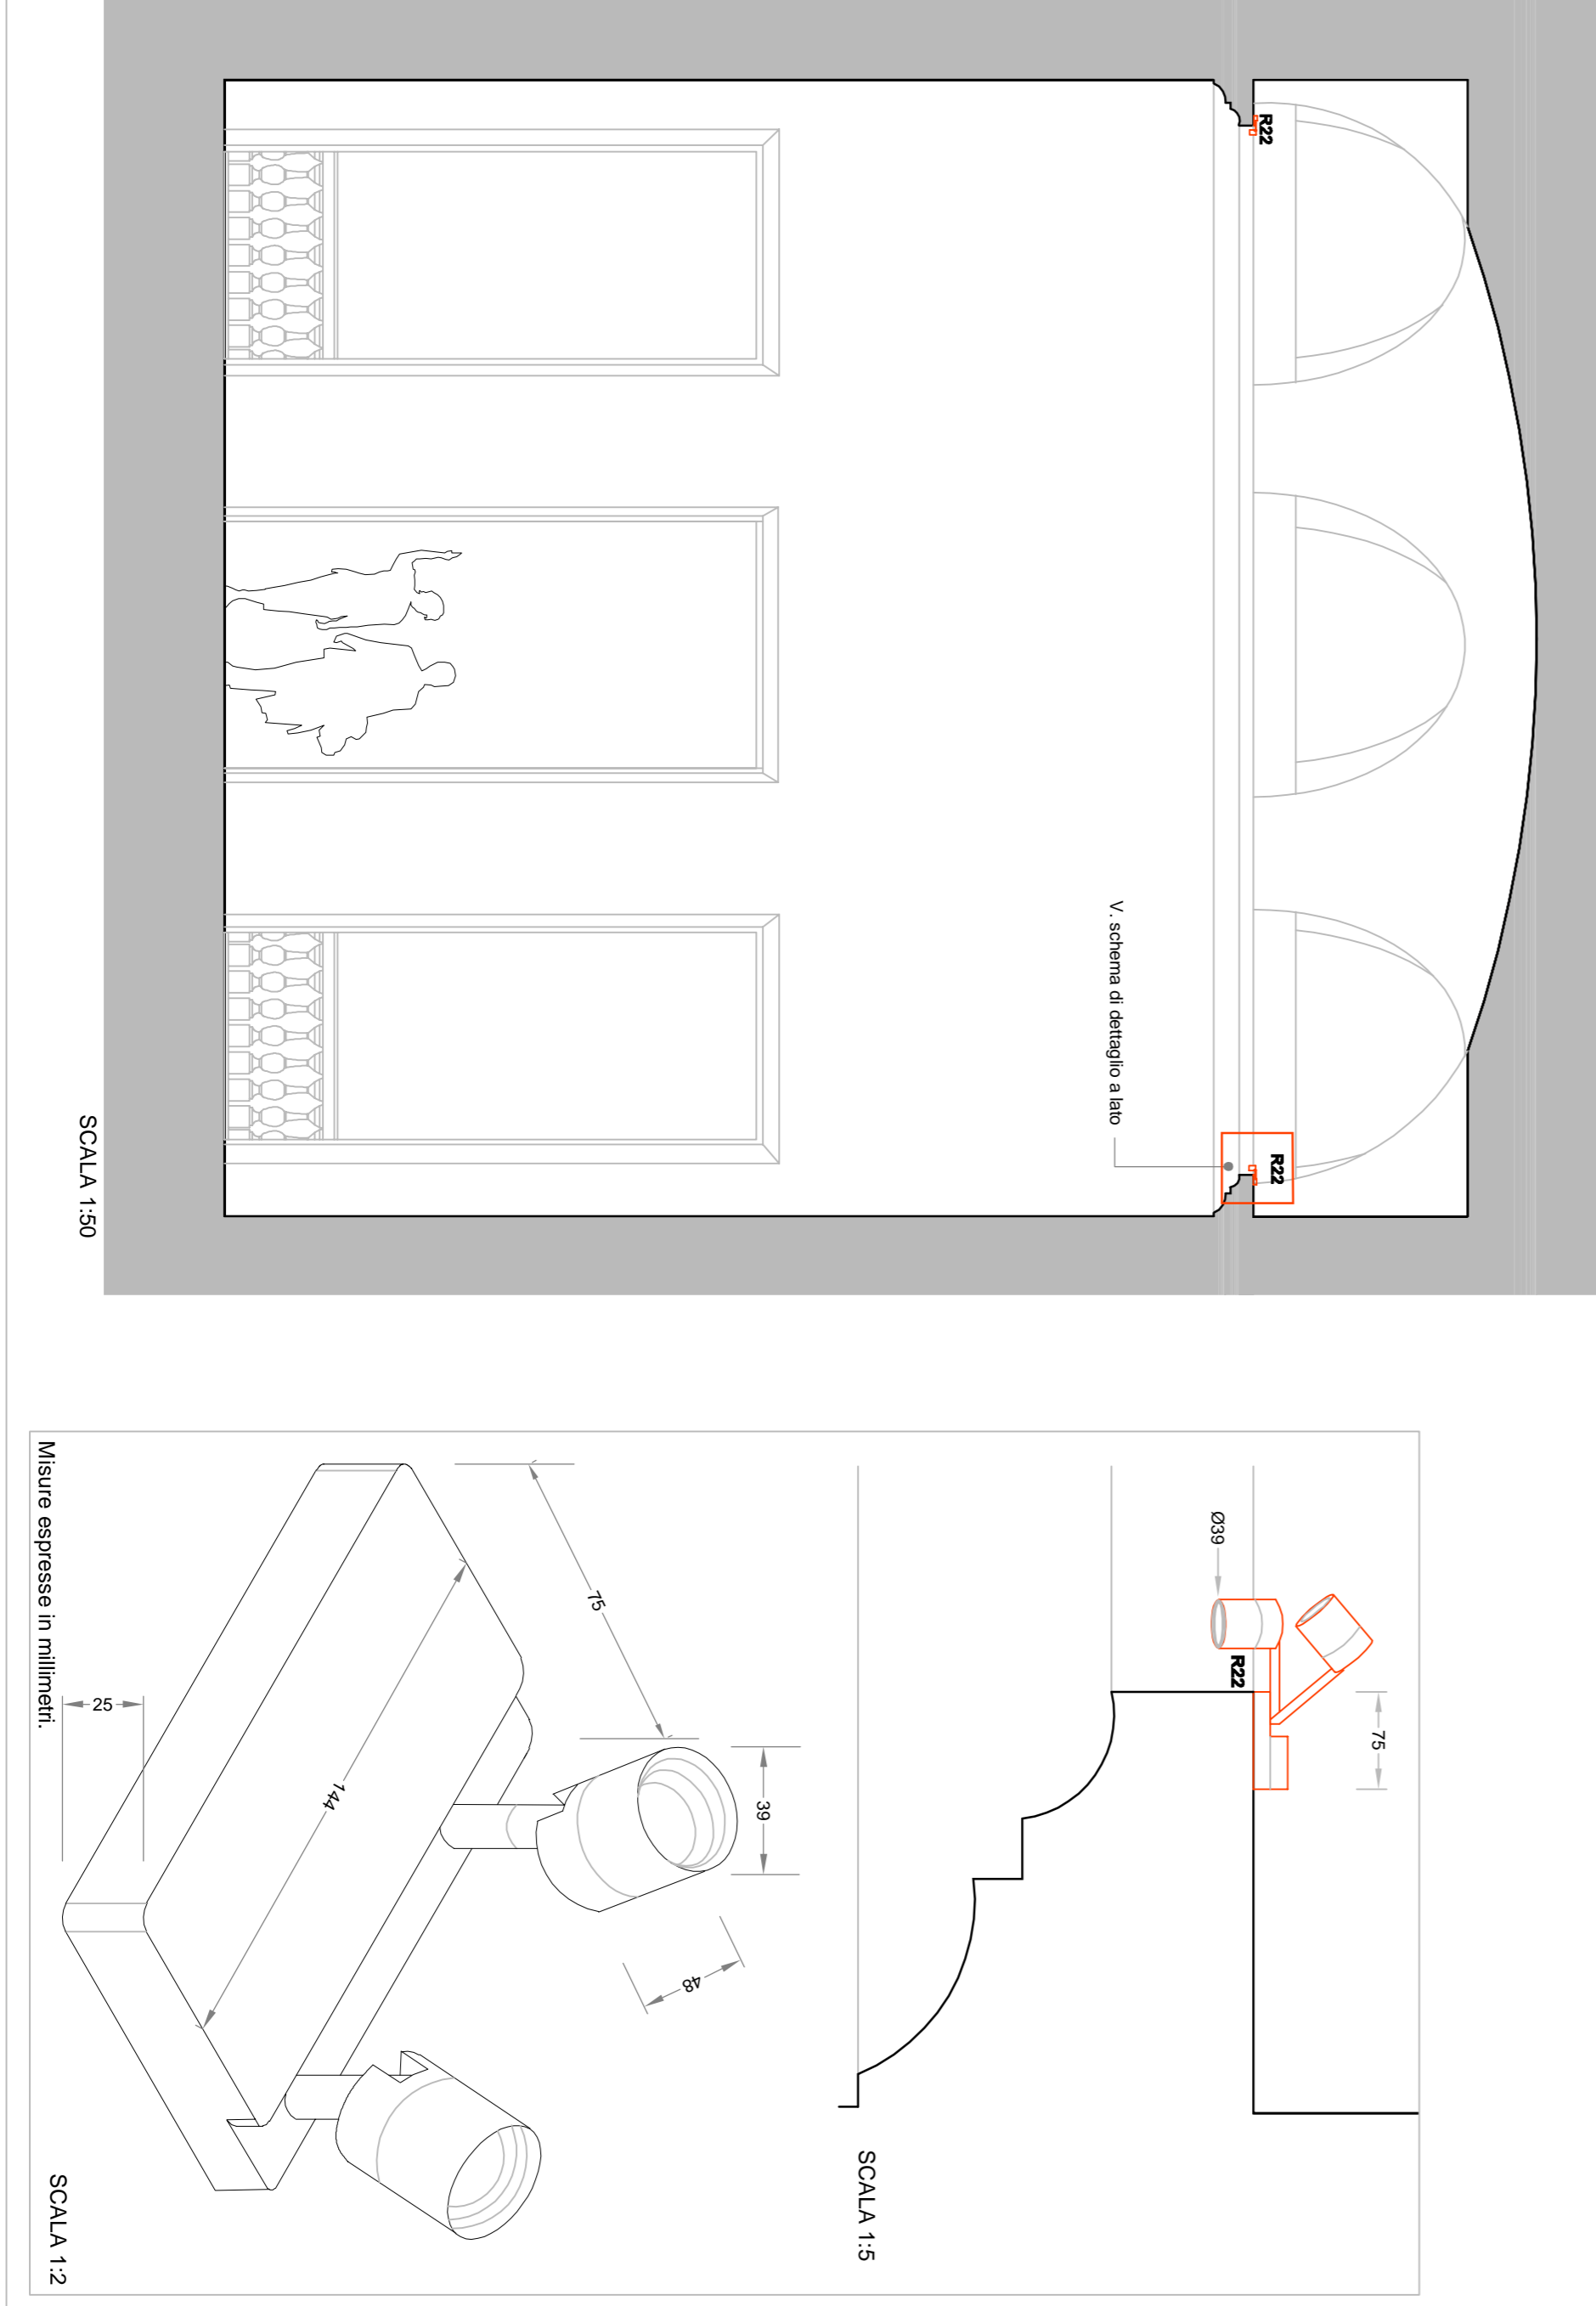 R22
R22
V. schema di dettaglio a lato
SCALA 1:50
75
Ø39
R22
SCALA 1:5
75
39
48
144
25
Misure espresse in millimetri.
SCALA 1:2